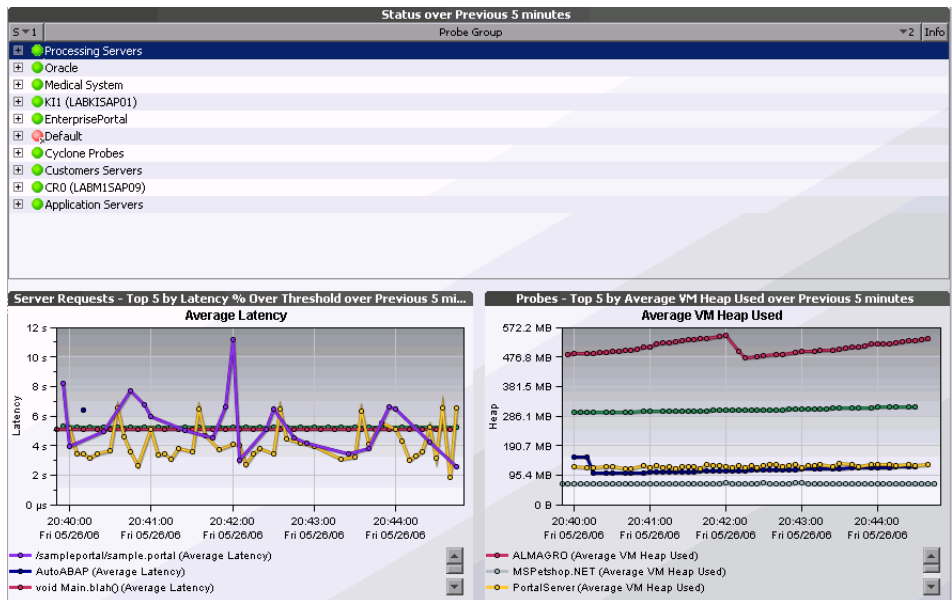 Status over Previous 5 minutes
S ▾1 Probe Group ▾2 Info
Processing Servers
Oracle
Medical System
KI1 (LABKISAP01)
EnterprisePortal
Default
Cyclone Probes
Customers Servers
CR0 (LABM1SAP09)
Application Servers
Server Requests - Top 5 by Latency % Over Threshold over Previous 5 mi...
Average Latency
12 s
10 s
8 s
6 s
4 s
2 s
0 µs
Latency
20:40:00 20:41:00 20:42:00 20:43:00 20:44:00
Fri 05/26/06 Fri 05/26/06 Fri 05/26/06 Fri 05/26/06 Fri 05/26/06
/sampleportal/sample.portal (Average Latency)
AutoABAP (Average Latency)
void Main.blah() (Average Latency)
Probes - Top 5 by Average VM Heap Used over Previous 5 minutes
Average VM Heap Used
572.2 MB
476.8 MB
381.5 MB
286.1 MB
190.7 MB
95.4 MB
0 B
Heap
20:40:00 20:41:00 20:42:00 20:43:00 20:44:00
Fri 05/26/06 Fri 05/26/06 Fri 05/26/06 Fri 05/26/06 Fri 05/26/06
ALMAGRO (Average VM Heap Used)
MSPetshop.NET (Average VM Heap Used)
PortalServer (Average VM Heap Used)